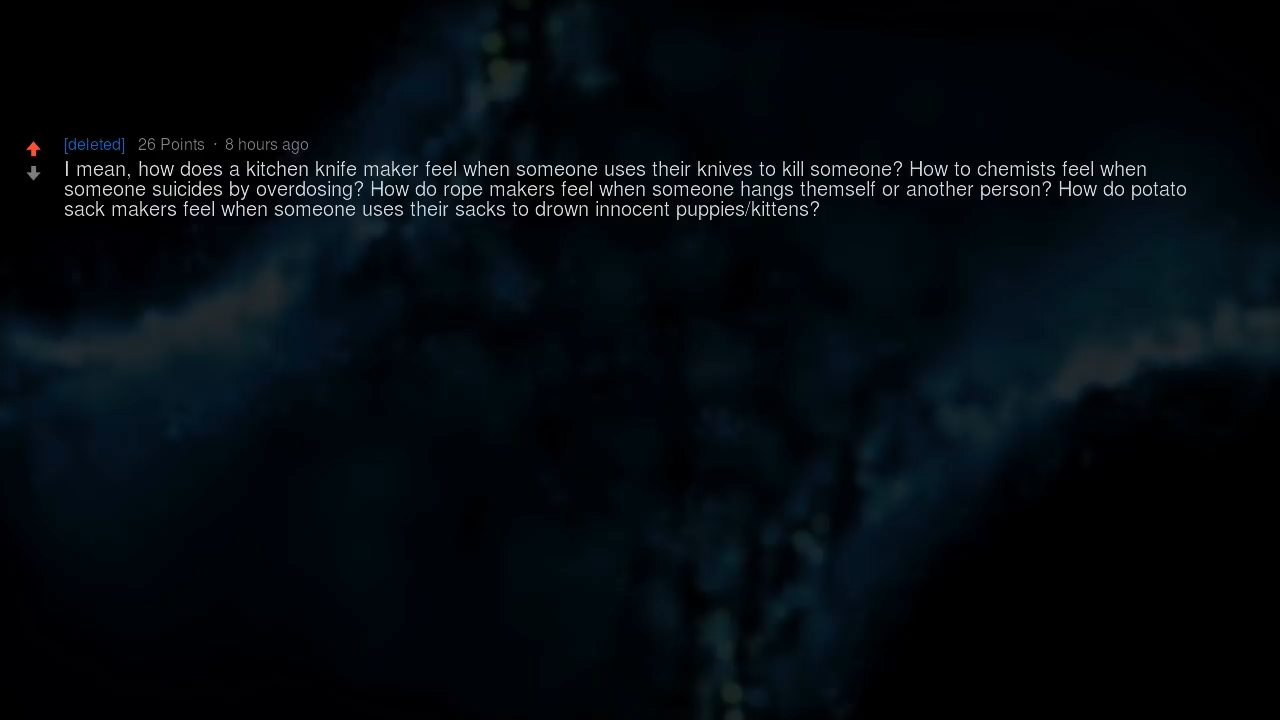 [deleted] 26 Points · 8 hours ago
I mean, how does a kitchen knife maker feel when someone uses their knives to kill someone? How to chemists feel when
someone suicides by overdosing? How do rope makers feel when someone hangs themself or another person? How do potato
sack makers feel when someone uses their sacks to drown innocent puppies/kittens?